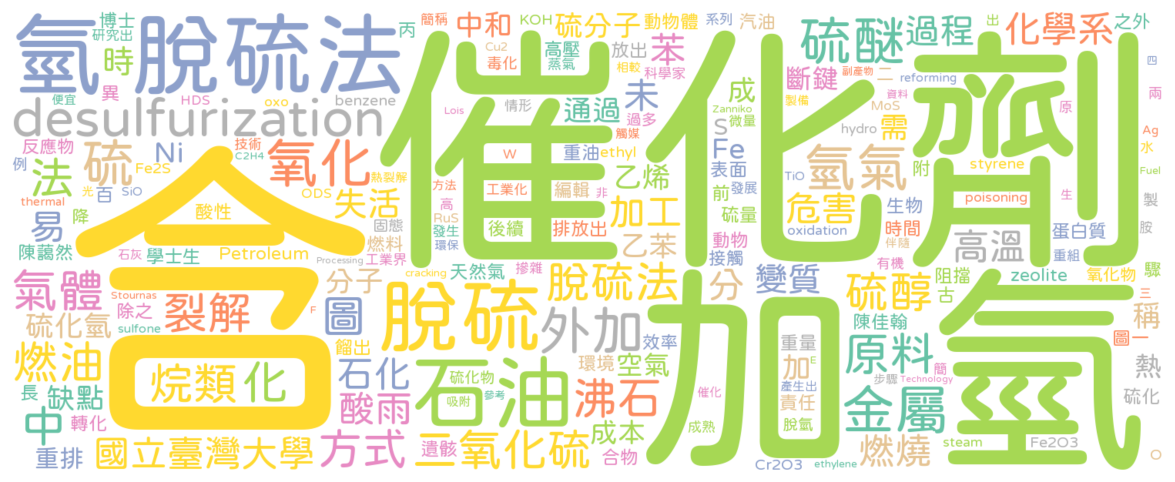 氫脫硫法
催化劑
合
加氫
desulfurization
脫硫
石油
博士
研究出
時
便宜
異
HDS
oxo
benzene
丙
簡稱
KOH
硫分子
動物體
系列
汽油
中和
Cu2
毒化
高壓
蒸氣
放出
相較
苯
科學家
硫醚
過程
出
化學系
之外
四
兩
斷鍵
副產物
二
reforming
資料
製備
MoS
有
Lois
情形
通過
未
過多
成
Zanniko
微量
觸媒
S
hydro
需
原
Ag
水
Fuel
反應物
例
硫
技術
C2H4
Ni
氧化
熱裂解
Fe2S
法
光
百
SiO
ODS
失活
thermal
易
降
酸性
固態
陳藹然
石灰
學士生
Petroleum
燃料
環保
工業界
Processing
方法
高
RuS
發生
W
工業化
重油
ethyl
編輯
非
後續
排放出
乙烯
加工
乙苯
Fe
表面
前
發展
硫量
動物
接觸
TiO
氫氣
附
styrene
危害
生物
poisoning
生
製
胺
oxidation
時間
伴隨
蛋白質
高溫
有機
重組
阻擋
古
zeolite
氧化物
驟
三
氣體
Stournas
除之
硫化氫
sulfone
裂解
分子
圖
F
餾出
cracking
天然氣
摻雜
脫硫法
外加
分
變質
硫醇
陳佳翰
稱
圖一
燃油
長
缺點
中
轉化
重排
烷類
化
國立臺灣大學
石化
酸雨
方式
硫化物
吸附
參考
遺骸
二氧化硫
效率
環境
空氣
沸石
成本
合物
成熟
催化
重量
加
E
產生出
責任
脫氫
Cr2O3
ethylene
原料
步驟
簡
Technology
金屬
燃燒
steam
Fe2O3
熱
硫化
O